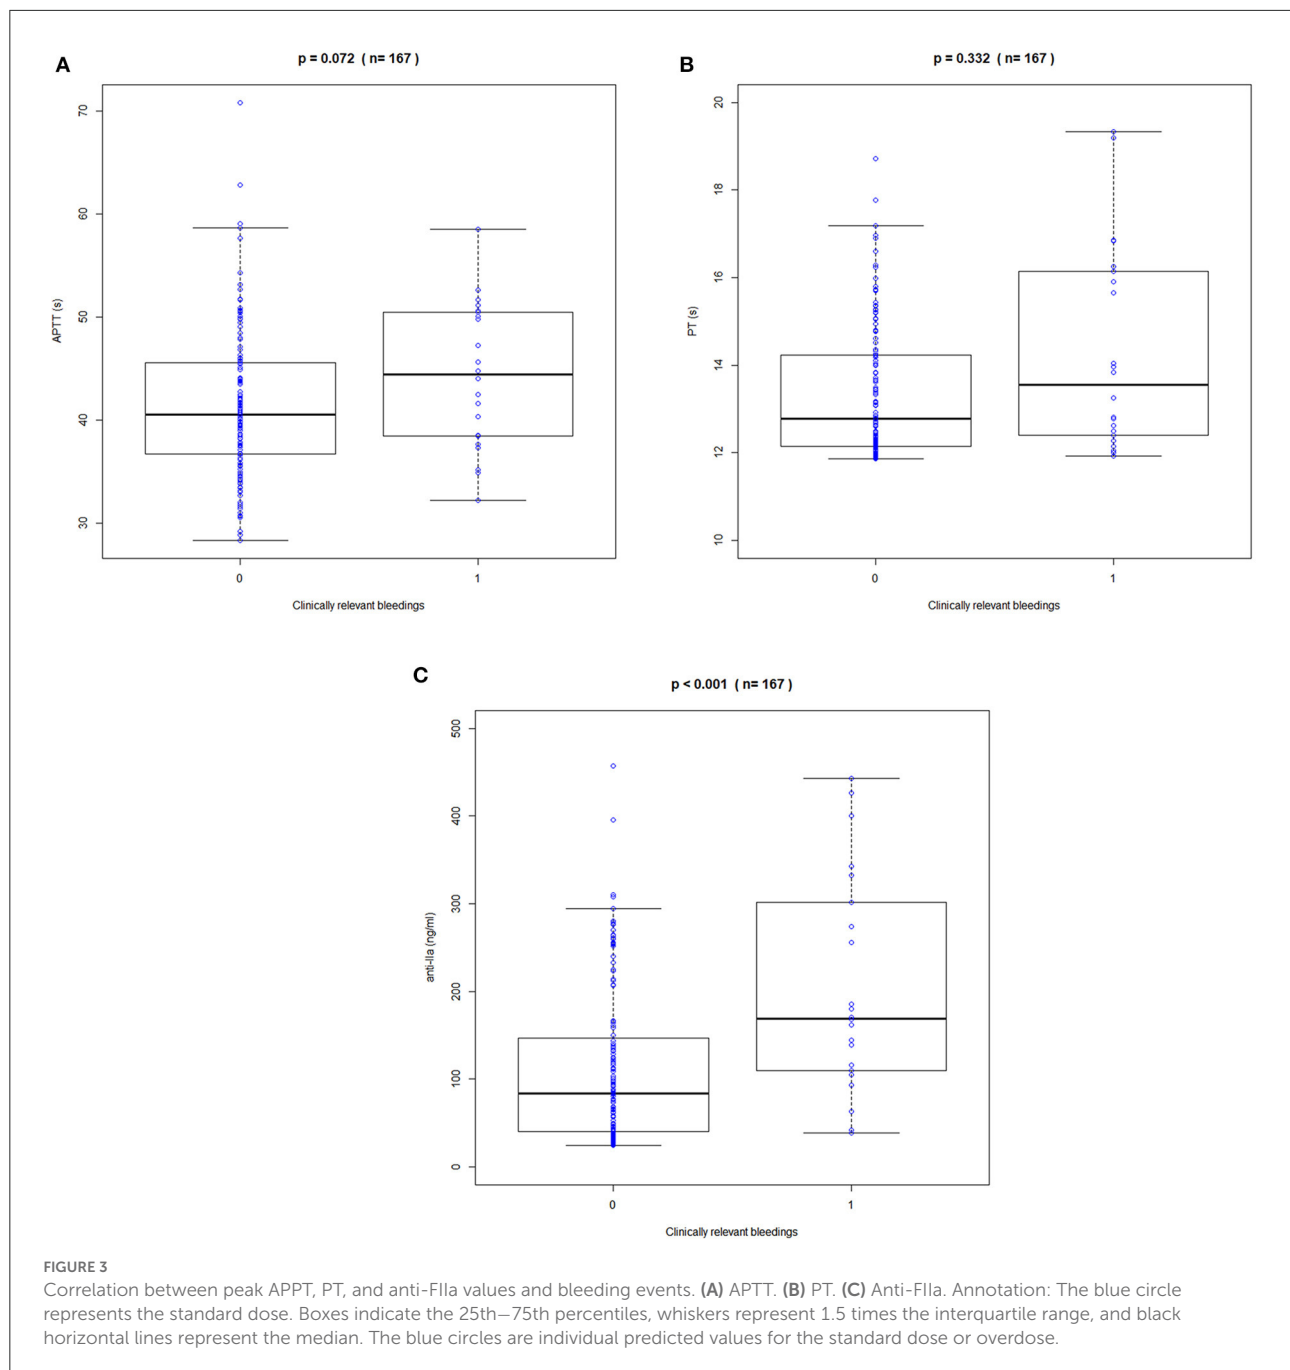 A
p = 0.072 ( n= 167 )
70
60
50
40
30
APTT (s)
0
1
Clinically relevant bleedings
B
p = 0.332 ( n= 167 )
20
18
16
14
12
10
PT (s)
0
1
Clinically relevant bleedings
C
p < 0.001 ( n= 167 )
500
400
300
200
100
0
anti-IIa (ng/ml)
0
1
Clinically relevant bleedings
FIGURE 3
Correlation between peak APPT, PT, and anti-FIIa values and bleeding events. (A) APTT. (B) PT. (C) Anti-FIIa. Annotation: The blue circle
represents the standard dose. Boxes indicate the 25th—75th percentiles, whiskers represent 1.5 times the interquartile range, and black
horizontal lines represent the median. The blue circles are individual predicted values for the standard dose or overdose.